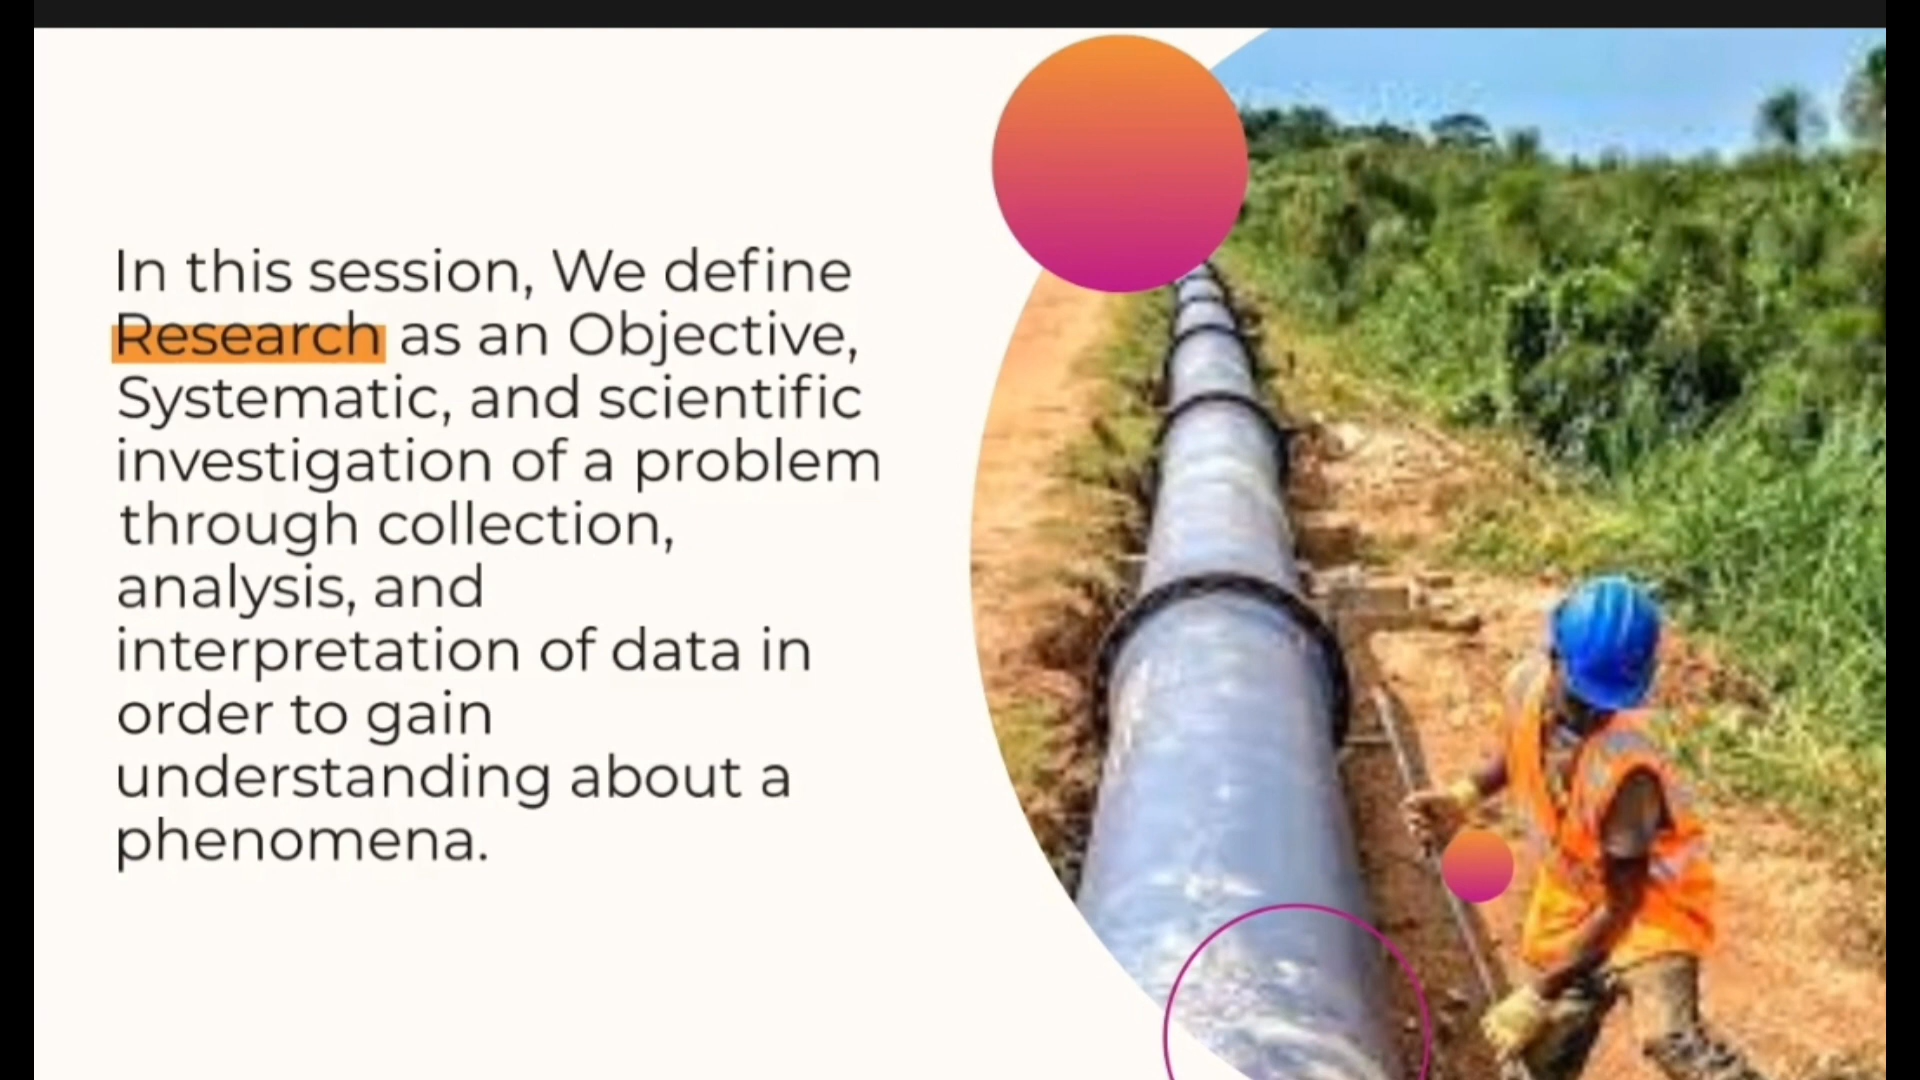 In this session, We define
Research as an Objective,
Systematic, and scientific
investigation of a problem
through collection,
analysis, and
interpretation of data in
order to gain
understanding about a
phenomena.